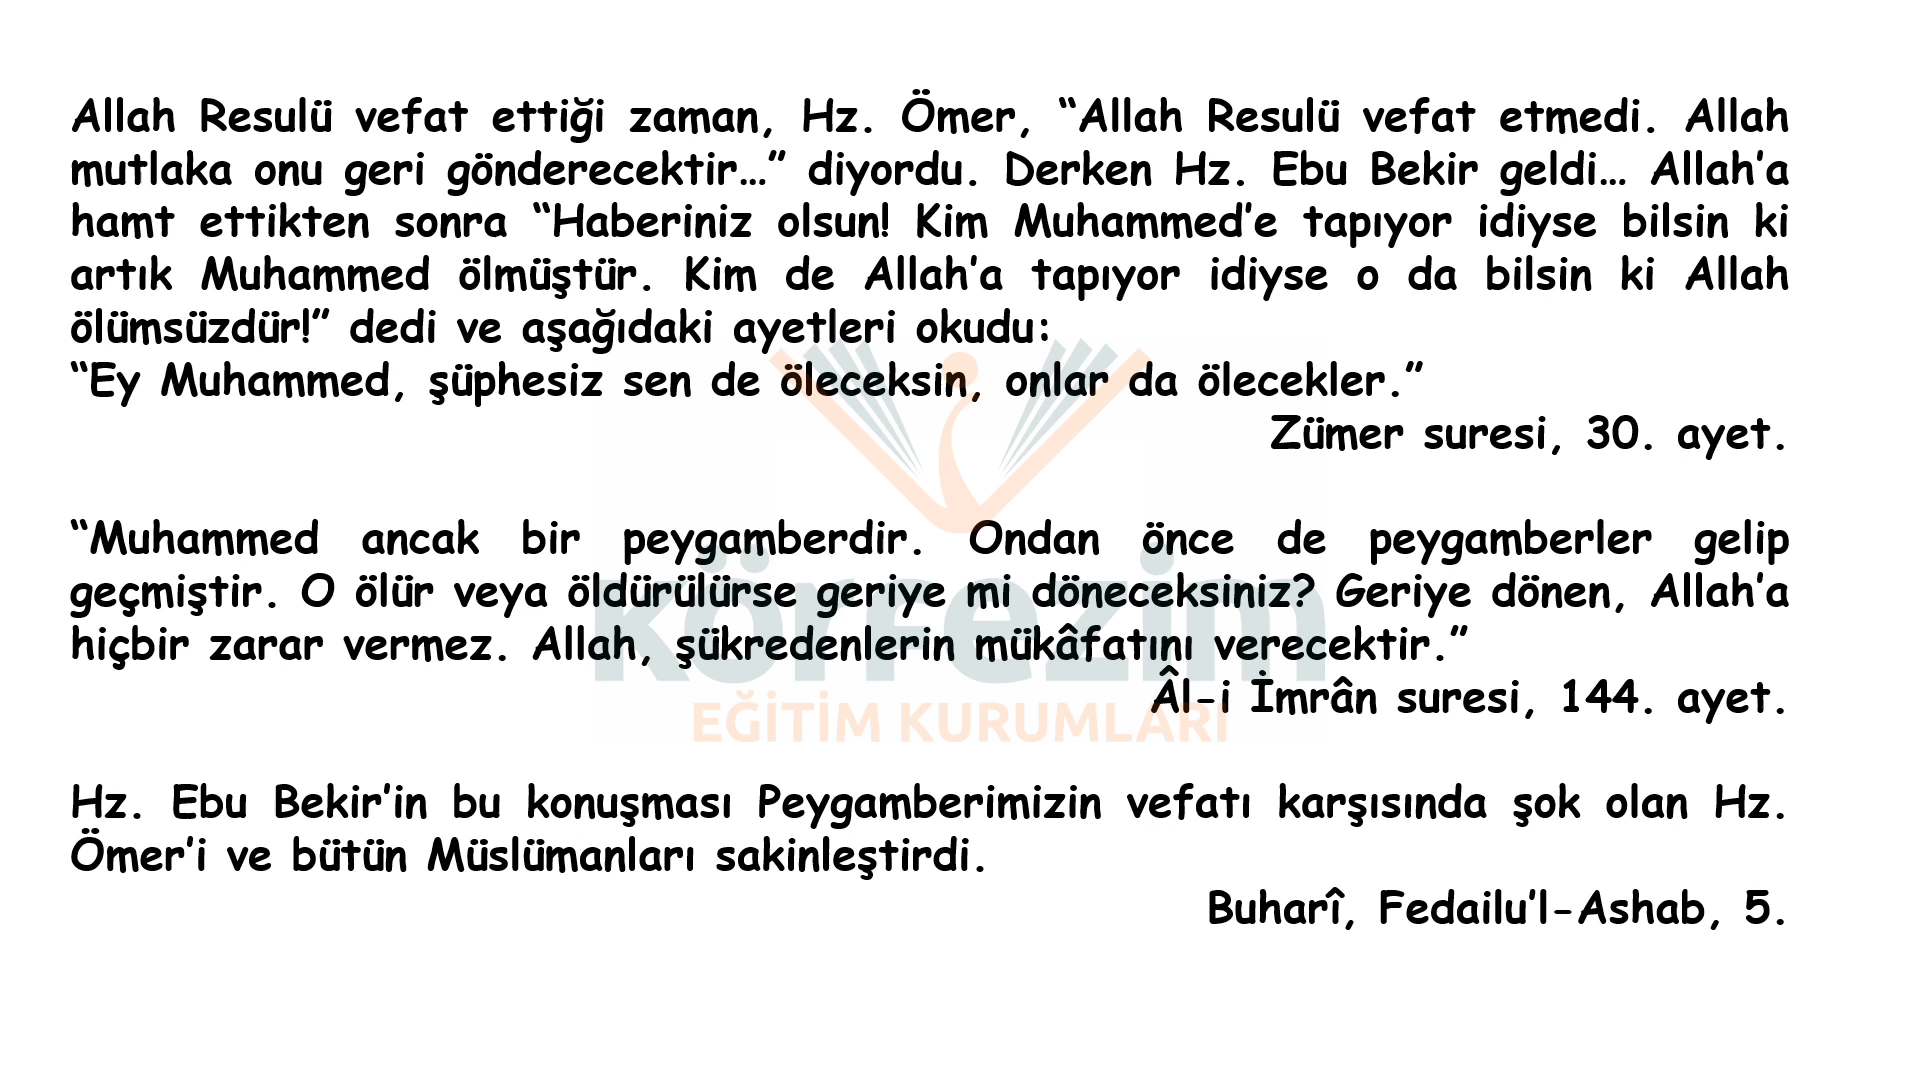 Allah Resulü vefat ettiği zaman, Hz. Ömer, “Allah Resulü vefat etmedi. Allah
mutlaka onu geri gönderecektir…” diyordu. Derken Hz. Ebu Bekir geldi… Allah’a
hamt ettikten sonra “Haberiniz olsun! Kim Muhammed’e tapıyor idiyse bilsin ki
artık Muhammed ölmüştür. Kim de Allah’a tapıyor idiyse o da bilsin ki Allah
ölümsüzdür!” dedi ve aşağıdaki ayetleri okudu:
“Ey Muhammed, şüphesiz sen de öleceksin, onlar da ölecekler.”
Zümer suresi, 30. ayet.
“Muhammed ancak bir peygamberdir. Ondan önce de peygamberler gelip
geçmiştir. O ölür veya öldürülürse geriye mi döneceksiniz? Geriye dönen, Allah’a
hiçbir zarar vermez. Allah, şükredenlerin mükâfatını verecektir.”
Âl-i İmrân suresi, 144. ayet.
Hz. Ebu Bekir’in bu konuşması Peygamberimizin vefatı karşısında şok olan Hz.
Ömer’i ve bütün Müslümanları sakinleştirdi.
Buharî, Fedailu’l-Ashab, 5.
körfezim
EĞİTİM KURUMLARI